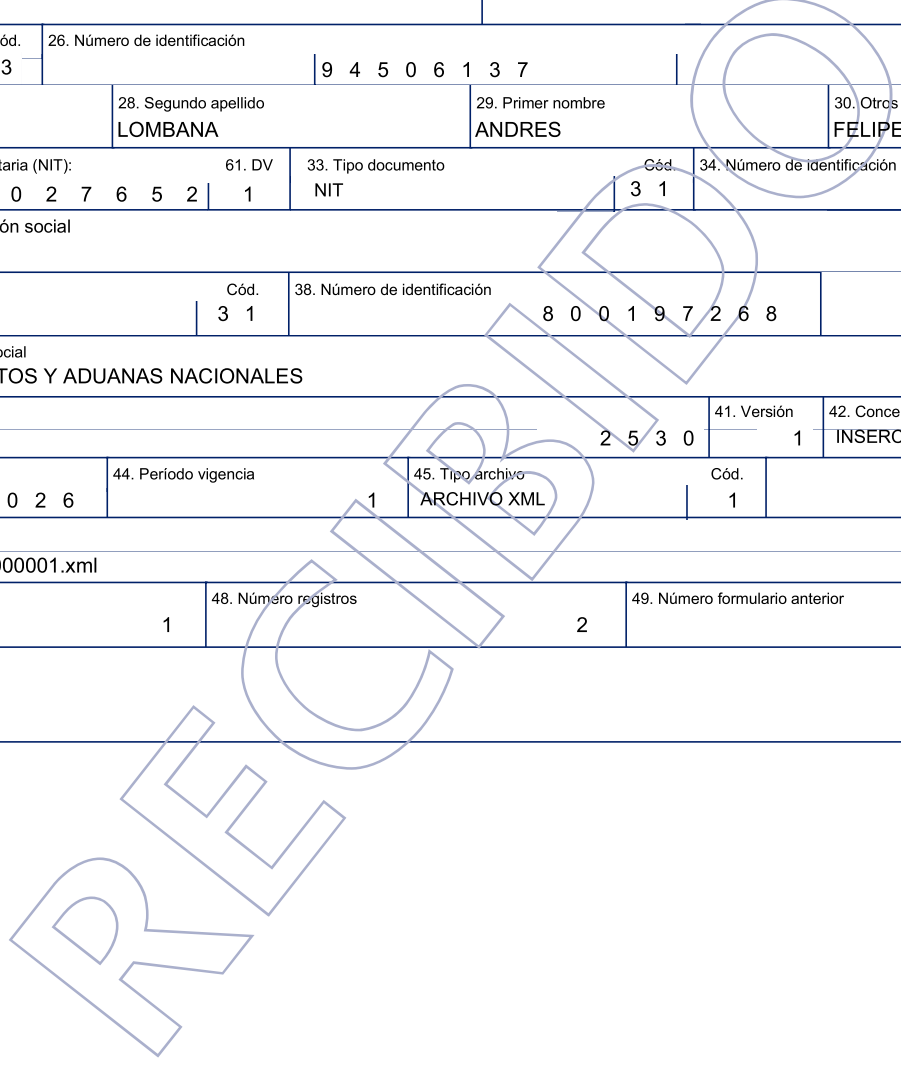 ód. 26. Número de identificación
3 9 4 5 0 6 1 3 7
28. Segundo apellido 29. Primer nombre 30. Otros
LOMBANA ANDRES FELIPE
taria (NIT): 61. DV 33. Tipo documento Cód. 34. Número de identificación
0 2 7 6 5 2 1 NIT 3 1
ón social
Cód. 38. Número de identificación
3 1 8 0 0 1 9 7 2 6 8
ocial
TOS Y ADUANAS NACIONALES
41. Versión 42. Conce
2 5 3 0 1 INSERC
44. Período vigencia 45. Tipo archivo Cód.
0 2 6 1 ARCHIVO XML 1
000001.xml
48. Número registros 49. Número formulario anterior
1 2
RECIBIDO